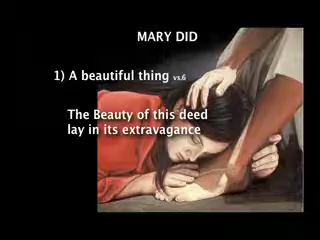 MARY DID
1) A beautiful thing vs.6
The Beauty of this deed
lay in its extravagance